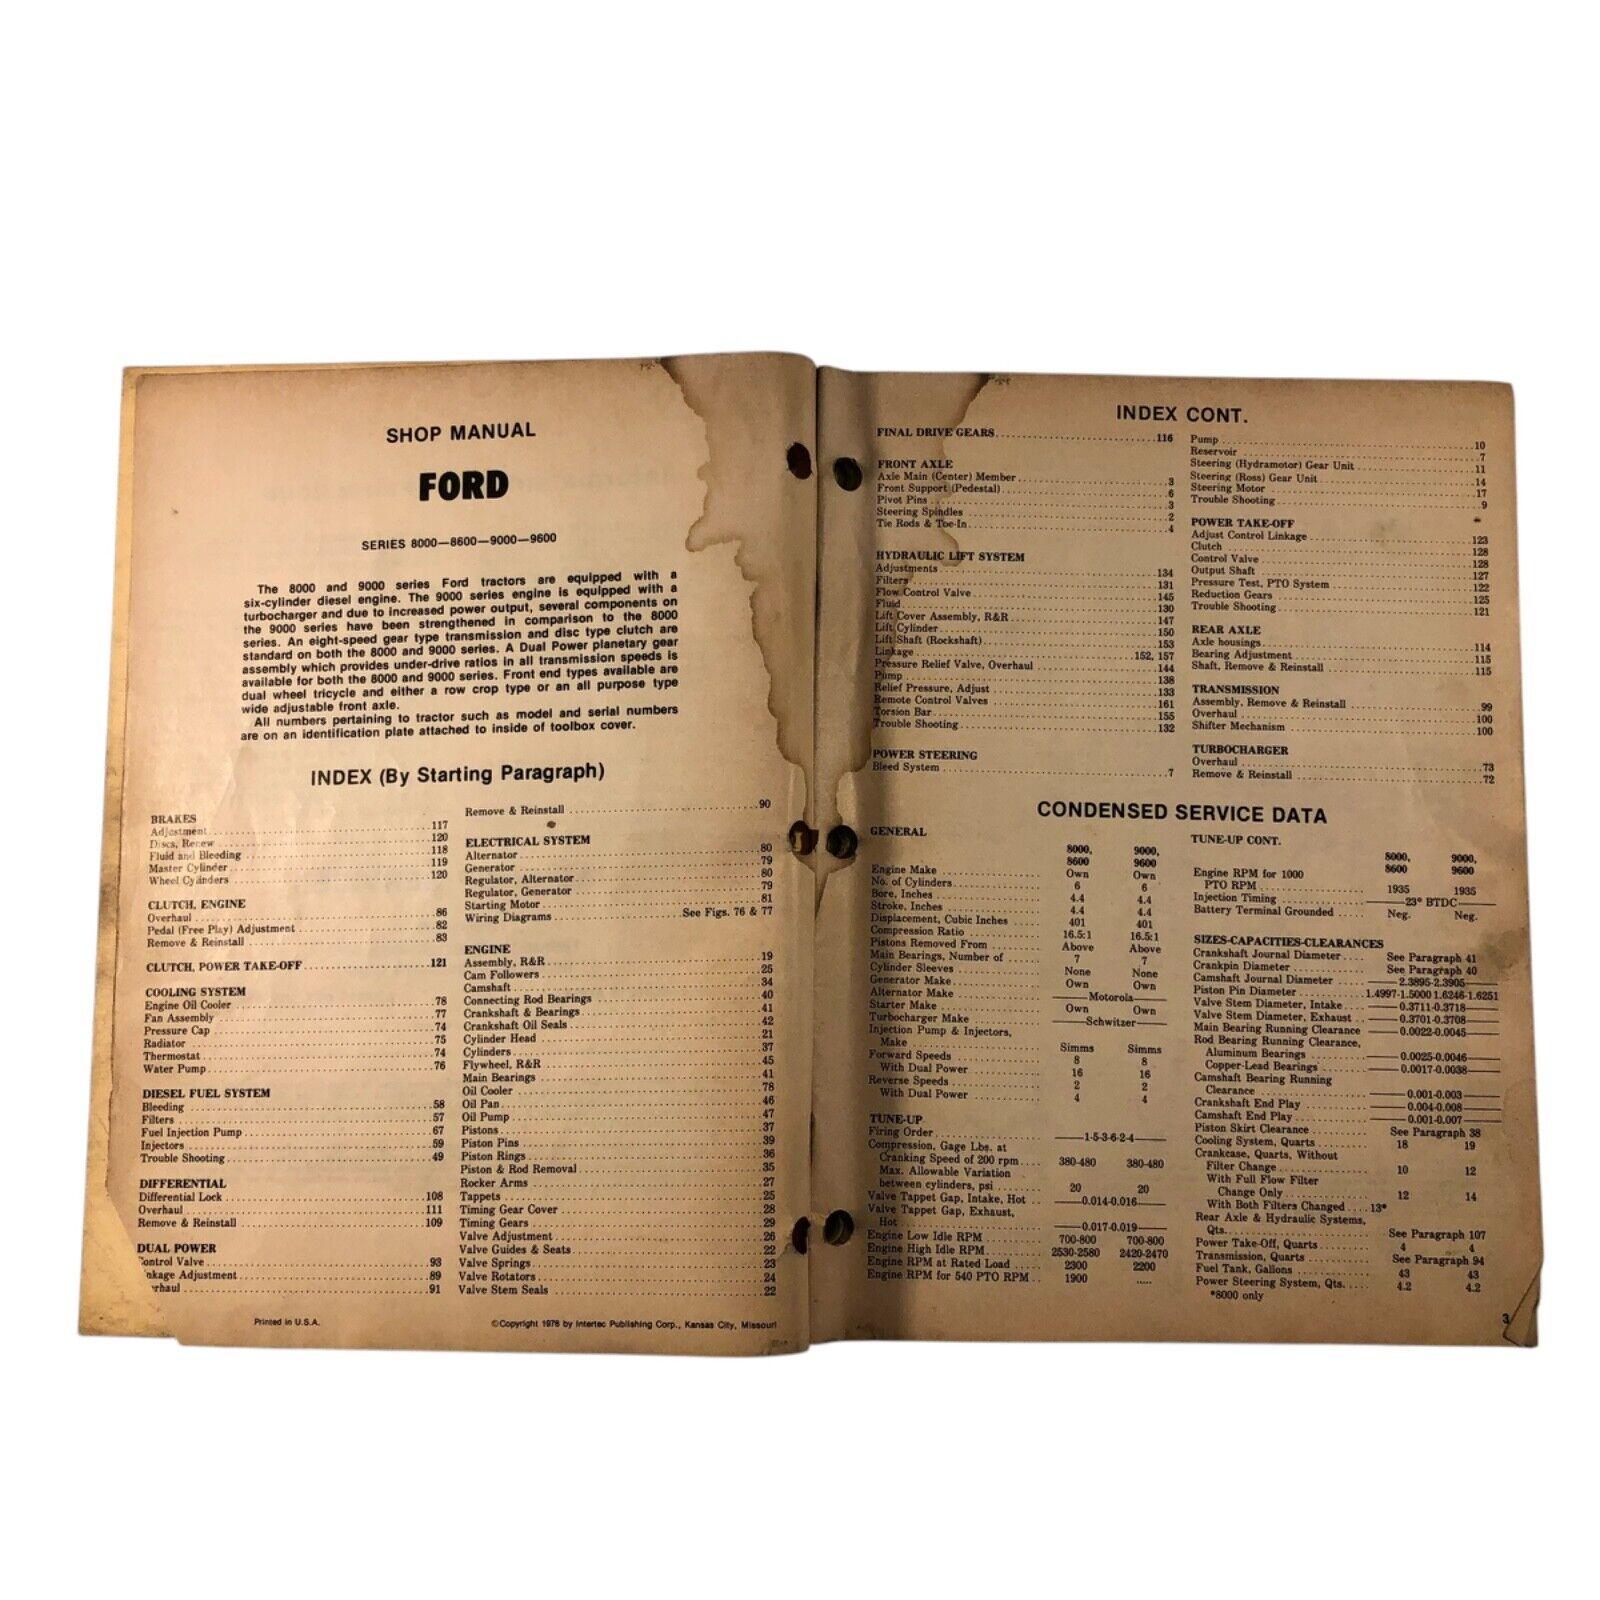 SHOP MANUAL
FORD
SERIES 8000—8600—9000—9600
The 8000 and 9000 series Ford tractors are equipped with a
six-cylinder diesel engine. The 9000 series engine is equipped with a
turbocharger and due to increased power output, several components on
the 9000 series have been strengthened in comparison to the 8000
series. An eight-speed gear type transmission and disc type clutch are
standard on both the 8000 and 9000 series. A Dual Power planetary gear
assembly which provides under-drive ratios in all transmission speeds is
available for both the 8000 and 9000 series. Front end types available are
dual wheel tricycle and either a row crop type or an all purpose type
wide adjustable front axle.
All numbers pertaining to tractor such as model and serial numbers
are on an identification plate attached to inside of toolbox cover.
INDEX (By Starting Paragraph)
BRAKES
Adjustment 117
Discs, Renew 120
Fluid and Bleeding 118
Master Cylinder 119
Wheel Cylinders 120
CLUTCH, ENGINE
Overhaul 86
Pedal (Free Play) Adjustment 82
Remove & Reinstall 83
CLUTCH, POWER TAKE-OFF 121
COOLING SYSTEM
Engine Oil Cooler 78
Fan Assembly 77
Pressure Cap 74
Radiator 75
Thermostat 74
Water Pump 76
DIESEL FUEL SYSTEM
Bleeding 58
Filters 57
Fuel Injection Pump 67
Injectors 59
Trouble Shooting 49
DIFFERENTIAL
Differential Lock 108
Overhaul 111
Remove & Reinstall 109
DUAL POWER
Control Valve 93
nkage Adjustment 89
rhaul 91
Remove & Reinstall 90
ELECTRICAL SYSTEM
Alternator 80
Generator 79
Regulator, Alternator 80
Regulator, Generator 79
Starting Motor 81
Wiring Diagrams See Figs. 76 & 77
ENGINE
Assembly, R&R 19
Cam Followers 25
Camshaft 34
Connecting Rod Bearings 40
Crankshaft & Bearings 41
Crankshaft Oil Seals 42
Cylinder Head 21
Cylinders 37
Flywheel, R&R 45
Main Bearings 41
Oil Cooler 78
Oil Pan 46
Oil Pump 47
Pistons 37
Piston Pins 39
Piston Rings 36
Piston & Rod Removal 35
Rocker Arms 27
Tappets 25
Timing Gear Cover 28
Timing Gears 29
Valve Adjustment 26
Valve Guides & Seats 22
Valve Springs 23
Valve Rotators 24
Valve Stem Seals 22
Printed in U.S.A.
©Copyright 1976 by Intertec Publishing Corp., Kansas City, Missouri
INDEX CONT.
FINAL DRIVE GEARS 116
FRONT AXLE
Axle Main (Center) Member 3
Front Support (Pedestal) 6
Pivot Pins 3
Steering Spindles 2
Tie Rods & Toe-In 4
HYDRAULIC LIFT SYSTEM
Adjustments 134
Filters 131
Flow Control Valve 145
Fluid 130
Lift Cover Assembly, R&R 147
Lift Cylinder 150
Lift Shaft (Rockshaft) 153
Linkage 152, 157
Pressure Relief Valve, Overhaul 144
Pump 138
Relief Pressure, Adjust 133
Remote Control Valves 161
Torsion Bar 155
Trouble Shooting 132
POWER STEERING
Bleed System 7
Pump 10
Reservoir 7
Steering (Hydramotor) Gear Unit 11
Steering (Ross) Gear Unit 14
Steering Motor 17
Trouble Shooting 9
POWER TAKE-OFF
Adjust Control Linkage 123
Clutch 128
Control Valve 128
Output Shaft 127
Pressure Test, PTO System 122
Reduction Gears 125
Trouble Shooting 121
REAR AXLE
Axle housings 114
Bearing Adjustment 115
Shaft, Remove & Reinstall 115
TRANSMISSION
Assembly, Remove & Reinstall 99
Overhaul 100
Shifter Mechanism 100
TURBOCHARGER
Overhaul 73
Remove & Reinstall 72
CONDENSED SERVICE DATA
GENERAL
8000, 9000,
8600 9600
Engine Make Own Own
No. of Cylinders 6 6
Bore, Inches 4.4 4.4
Stroke, Inches 4.4 4.4
Displacement, Cubic Inches 401 401
Compression Ratio 16.5:1 16.5:1
Pistons Removed From Above Above
Main Bearings, Number of 7 7
Cylinder Sleeves None None
Generator Make Own Own
Alternator Make —Motorola—
Starter Make Own Own
Turbocharger Make —Schwitzer—
Injection Pump & Injectors,
Make Simms Simms
Forward Speeds 8 8
With Dual Power 16 16
Reverse Speeds 2 2
With Dual Power 4 4
TUNE-UP
Firing Order —1-5-3-6-2-4—
Compression, Gage Lbs. at
Cranking Speed of 200 rpm 380-480 380-480
Max. Allowable Variation
between cylinders, psi 20 20
Valve Tappet Gap, Intake, Hot —0.014-0.016—
Valve Tappet Gap, Exhaust,
Hot —0.017-0.019—
Engine Low Idle RPM 700-800 700-800
Engine High Idle RPM 2530-2580 2420-2470
Engine RPM at Rated Load 2300 2200
Engine RPM for 540 PTO RPM 1900 .....
TUNE-UP CONT.
8000, 9000,
8600 9600
Engine RPM for 1000
PTO RPM 1935 1935
Injection Timing —23° BTDC—
Battery Terminal Grounded Neg. Neg.
SIZES-CAPACITIES-CLEARANCES
Crankshaft Journal Diameter See Paragraph 41
Crankpin Diameter See Paragraph 40
Camshaft Journal Diameter —2.3895-2.3905—
Piston Pin Diameter 1.4997-1.5000 1.6246-1.6251
Valve Stem Diameter, Intake —0.3711-0.3718—
Valve Stem Diameter, Exhaust —0.3701-0.3708—
Main Bearing Running Clearance —0.0022-0.0045—
Rod Bearing Running Clearance,
Aluminum Bearings —0.0025-0.0046—
Copper-Lead Bearings —0.0017-0.0038—
Camshaft Bearing Running
Clearance —0.001-0.003—
Crankshaft End Play —0.004-0.008—
Camshaft End Play —0.001-0.007—
Piston Skirt Clearance See Paragraph 38
Cooling System, Quarts 18 19
Crankcase, Quarts, Without
Filter Change 10 12
With Full Flow Filter
Change Only 12 14
With Both Filters Changed 13*
Rear Axle & Hydraulic Systems,
Qts. See Paragraph 107
Power Take-Off, Quarts 4 4
Transmission, Quarts See Paragraph 94
Fuel Tank, Gallons 43 43
Power Steering System, Qts. 4.2 4.2
*8000 only
3